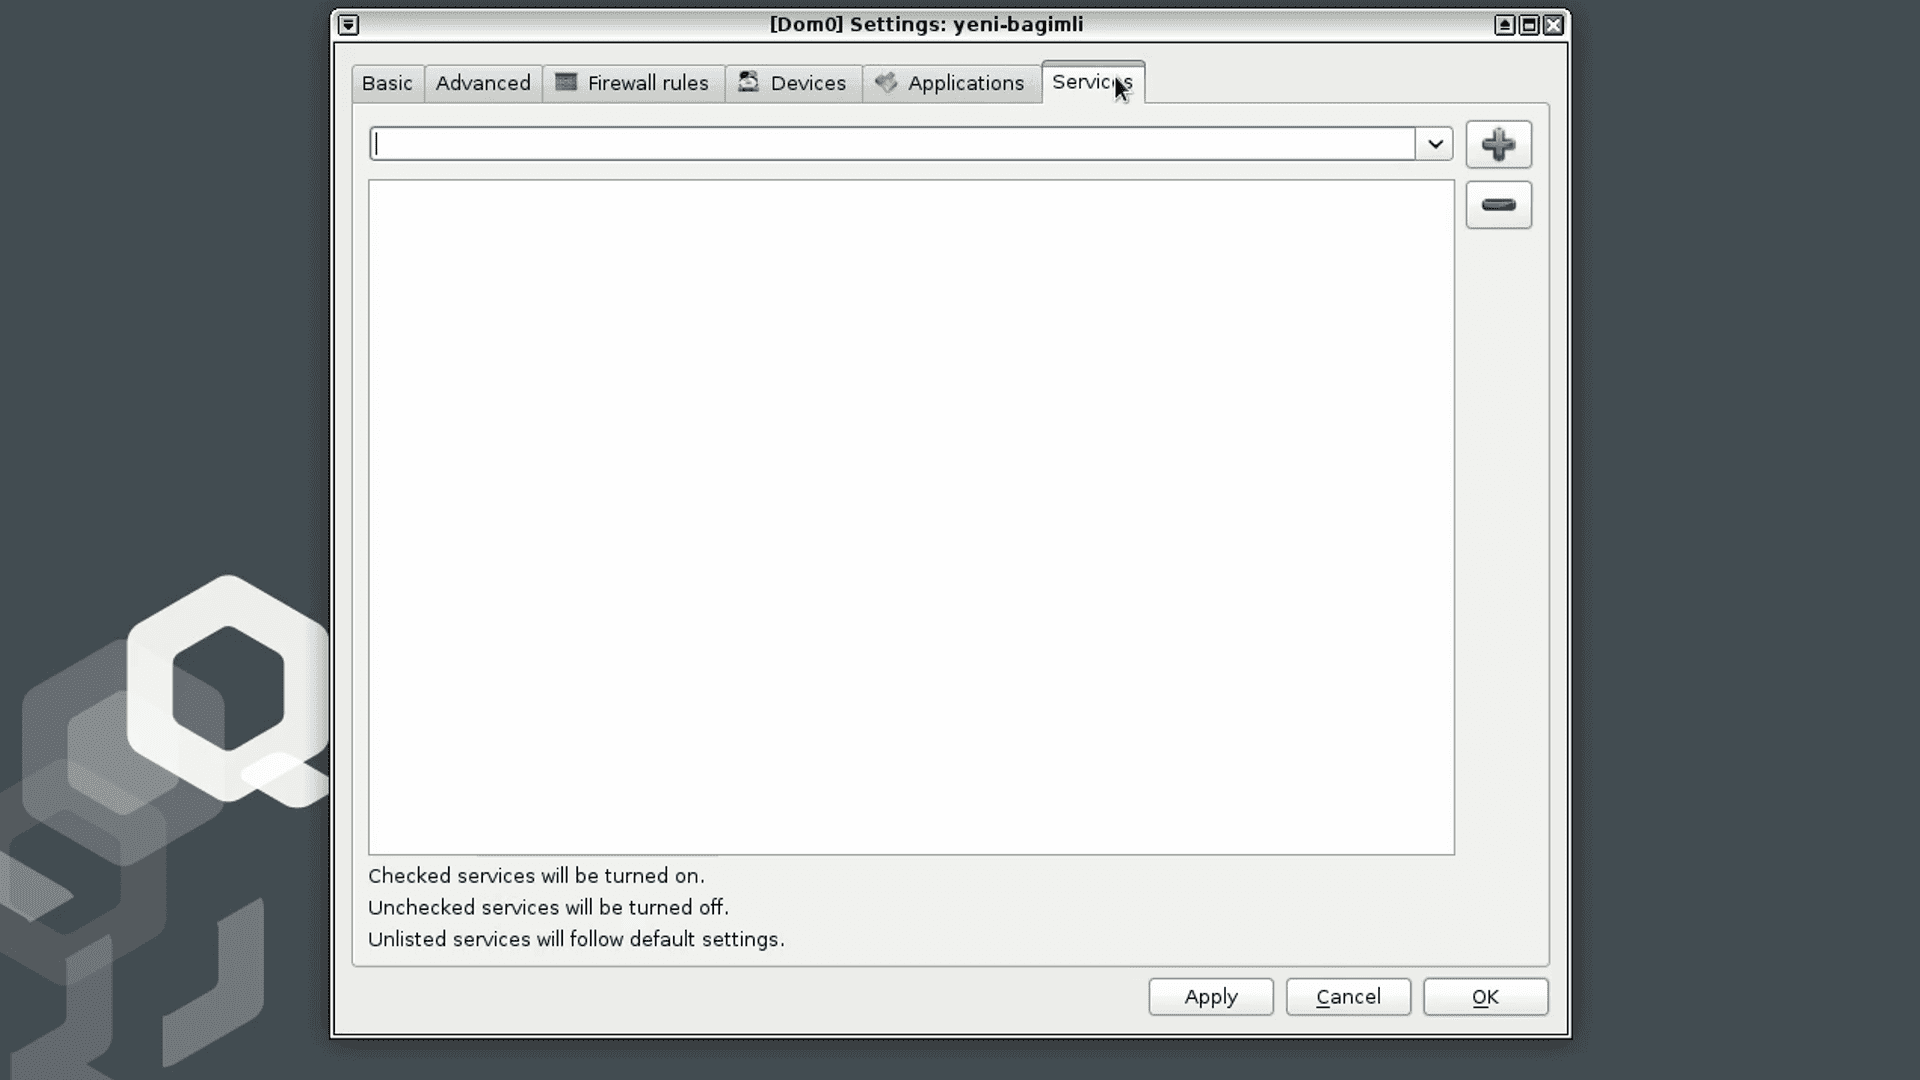 [Dom0] Settings: yeni-bagimli
Basic Advanced Firewall rules Devices Applications Services
Checked services will be turned on.
Unchecked services will be turned off.
Unlisted services will follow default settings.
Apply Cancel OK